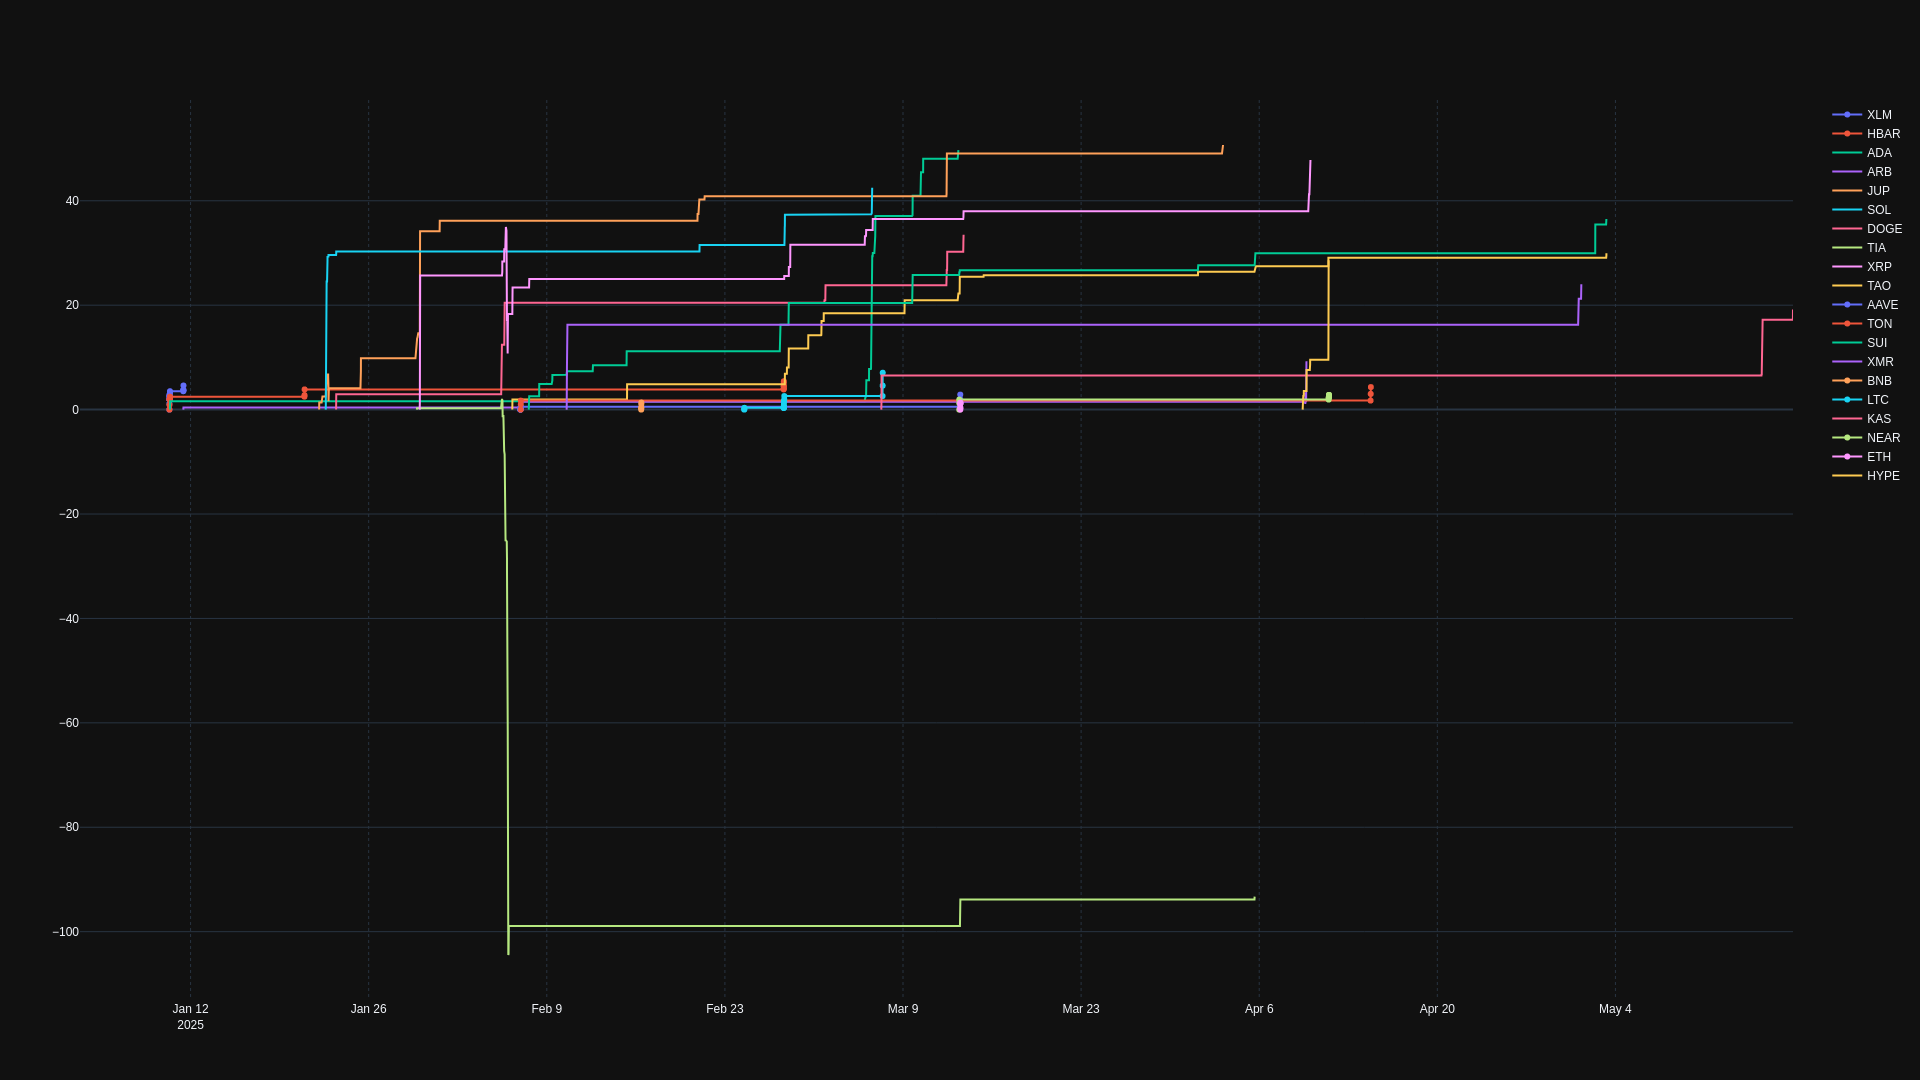 40
20
0
−20
−40
−60
−80
−100
Jan 12
2025
Jan 26
Feb 9
Feb 23
Mar 9
Mar 23
Apr 6
Apr 20
May 4
XLM
HBAR
ADA
ARB
JUP
SOL
DOGE
TIA
XRP
TAO
AAVE
TON
SUI
XMR
BNB
LTC
KAS
NEAR
ETH
HYPE